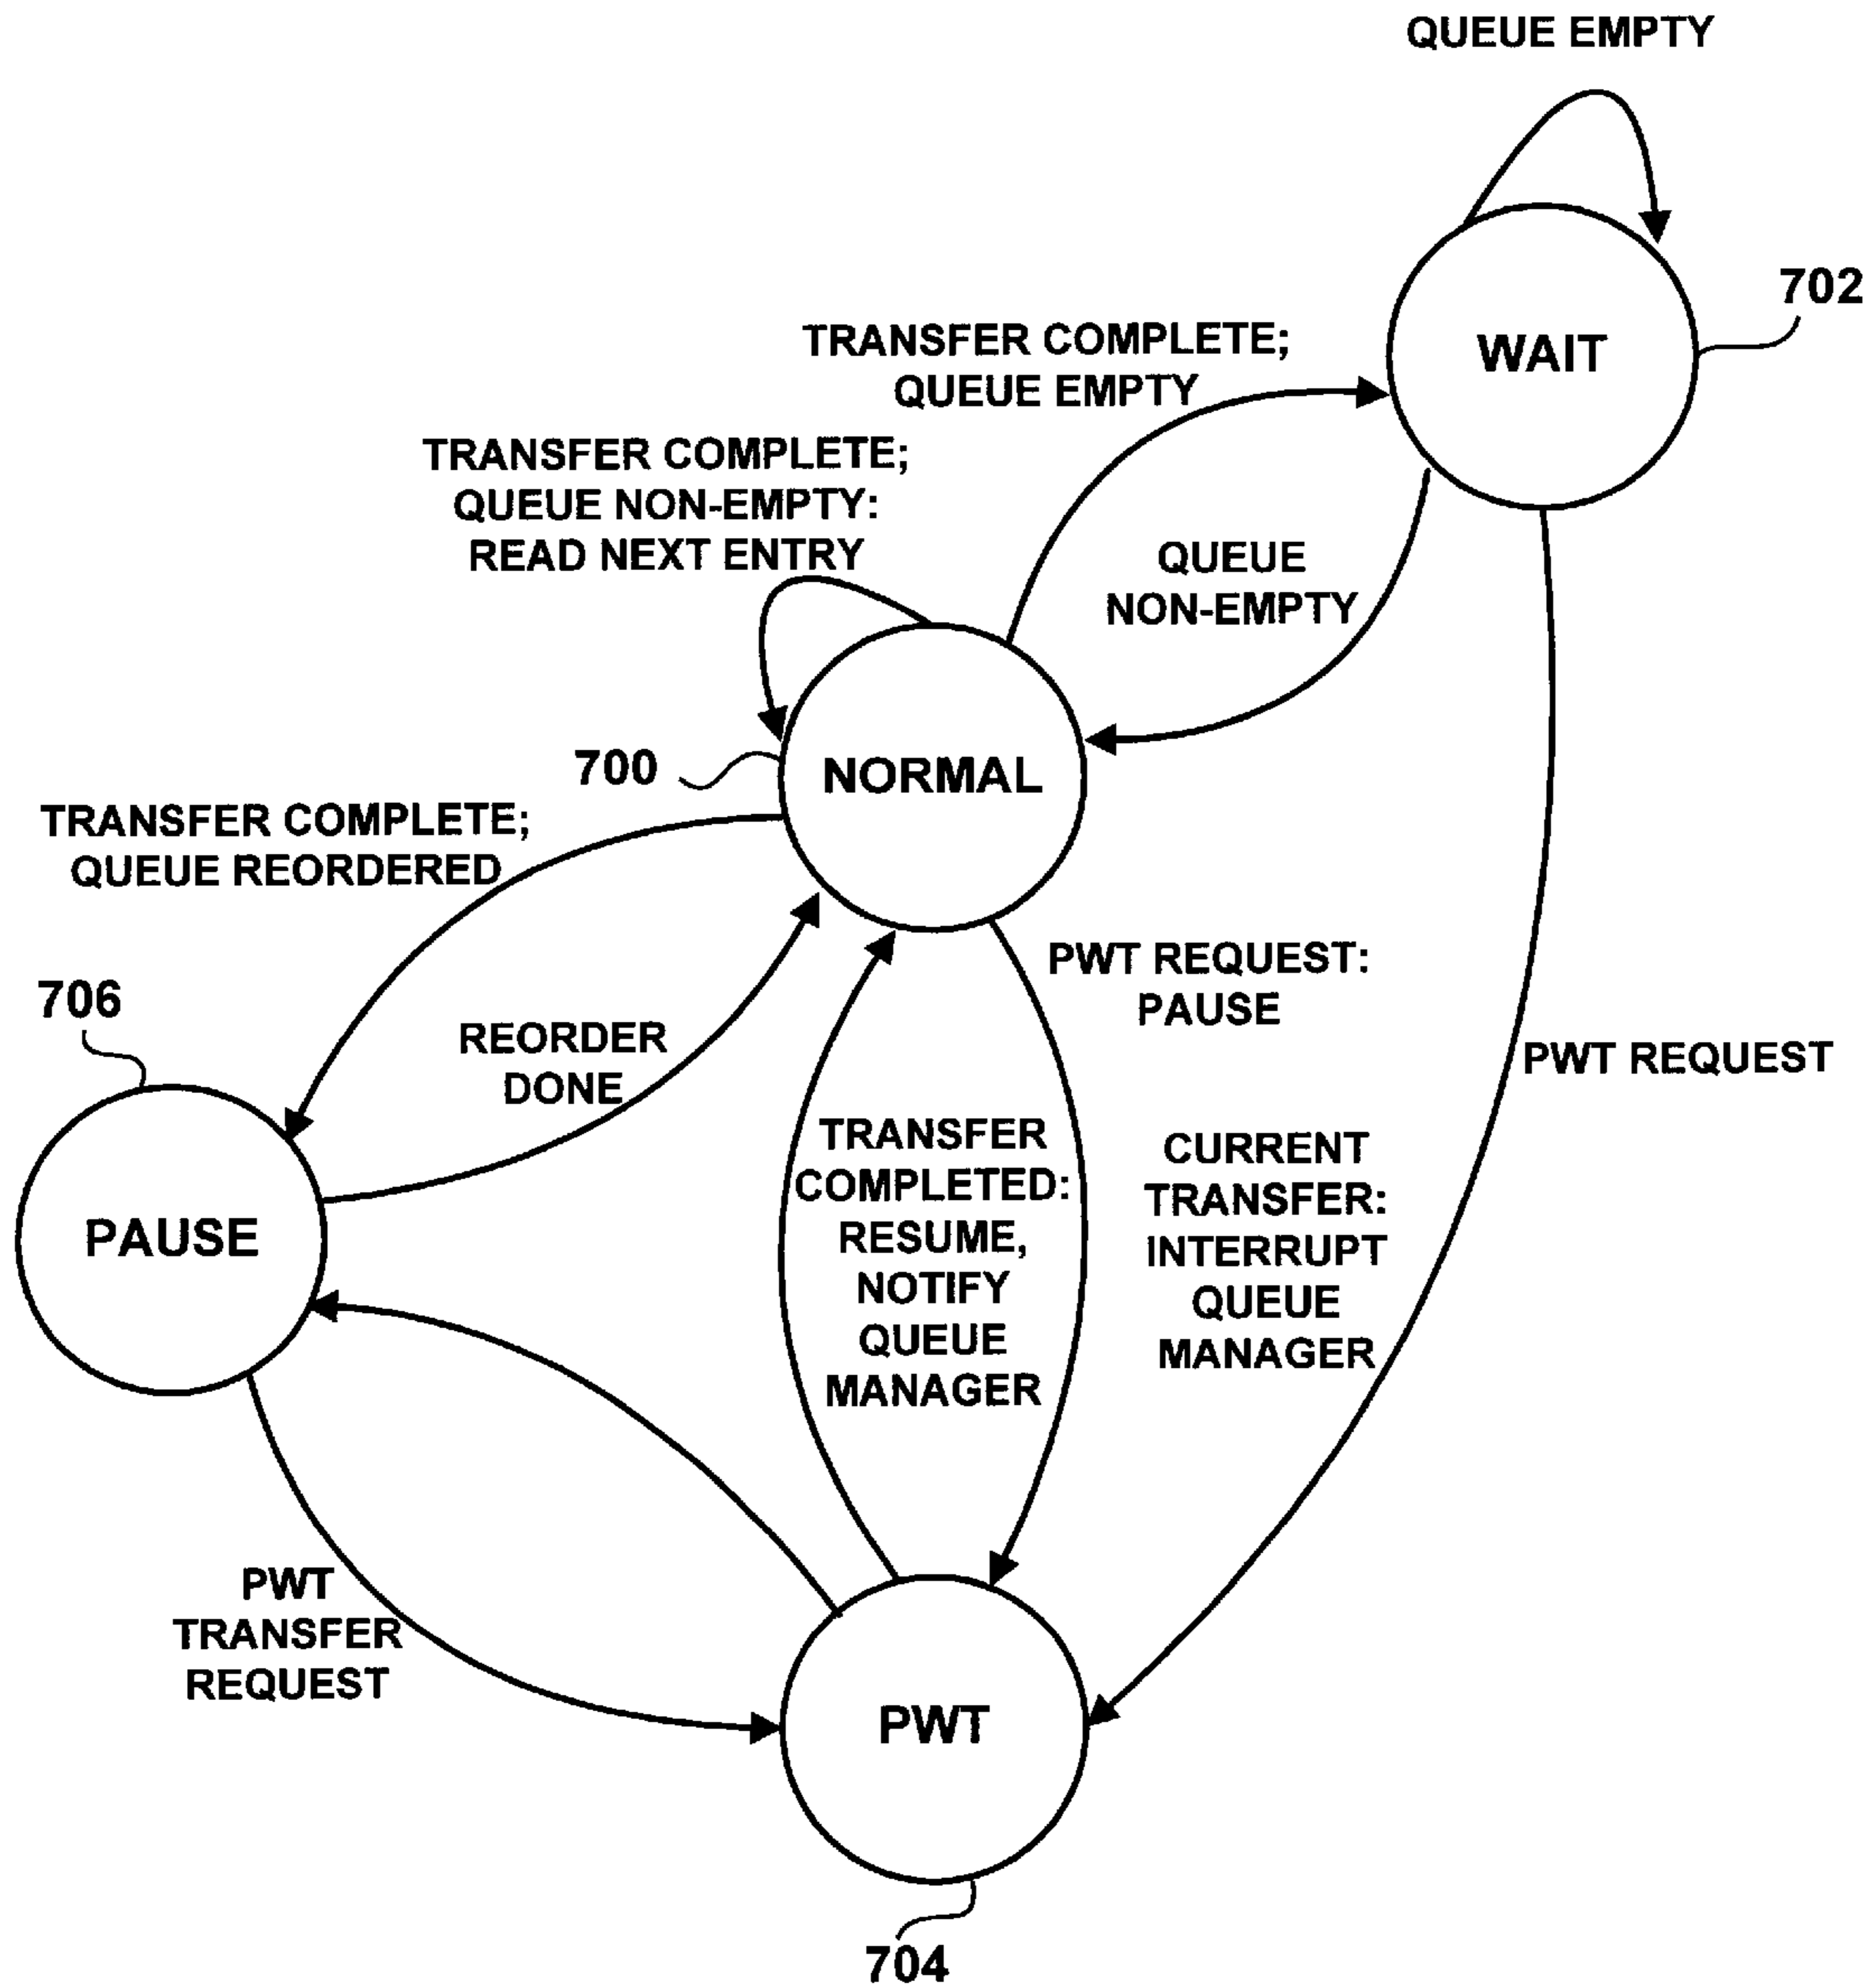 QUEUE EMPTY
702
WAIT
TRANSFER COMPLETE;
QUEUE EMPTY
TRANSFER COMPLETE;
QUEUE NON-EMPTY:
READ NEXT ENTRY
QUEUE
NON-EMPTY
700
NORMAL
TRANSFER COMPLETE;
QUEUE REORDERED
PWT REQUEST:
PAUSE
706
REORDER
DONE
PWT REQUEST
TRANSFER
COMPLETED:
RESUME,
NOTIFY
QUEUE
MANAGER
CURRENT
TRANSFER:
INTERRUPT
QUEUE
MANAGER
PAUSE
PWT
TRANSFER
REQUEST
PWT
704